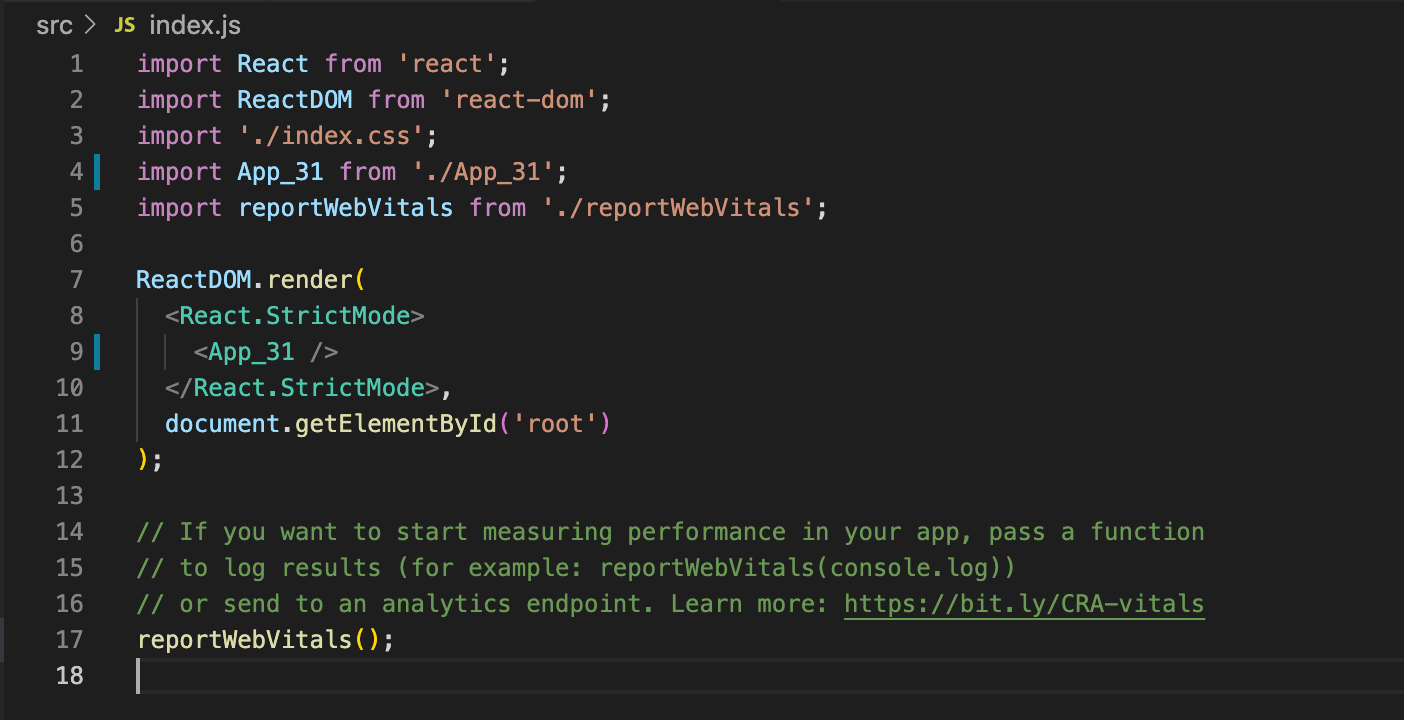 src > JS index.js
1 import React from 'react';
2 import ReactDOM from 'react-dom';
3 import './index.css';
4 import App_31 from './App_31';
5 import reportWebVitals from './reportWebVitals';
6
7 ReactDOM.render(
8   <React.StrictMode>
9     <App_31 />
10   </React.StrictMode>,
11   document.getElementById('root')
12 );
13
14 // If you want to start measuring performance in your app, pass a function
15 // to log results (for example: reportWebVitals(console.log))
16 // or send to an analytics endpoint. Learn more: https://bit.ly/CRA-vitals
17 reportWebVitals();
18